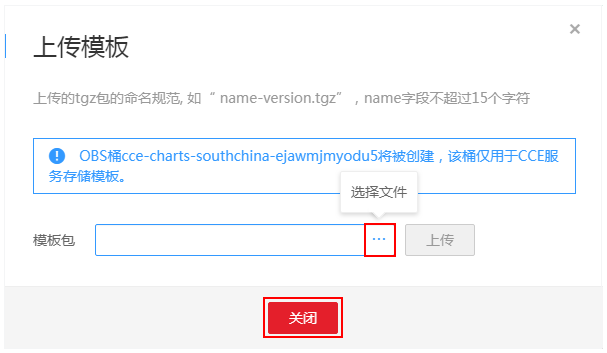 上传模板
上传的tgz包的命名规范, 如“ name-version.tgz” ，name字段不超过15个字符
OBS桶cce-charts-southchina-ejawmjmyodu5将被创建，该桶仅用于CCE服
务存储模板。
选择文件
模板包
上传
关闭